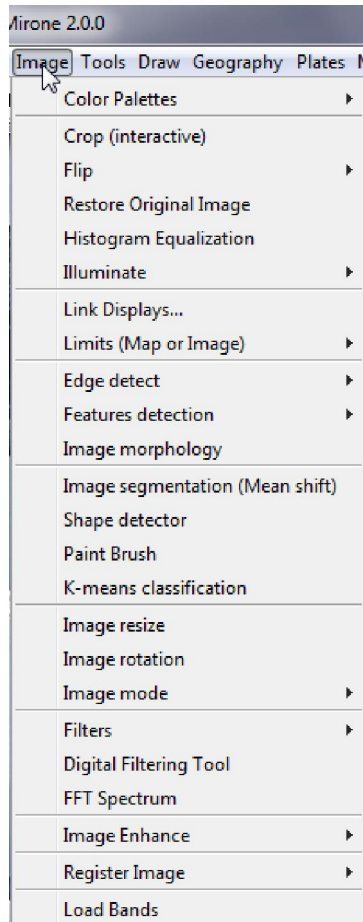 Mirone 2.0.0
Image Tools Draw Geography Plates
Color Palettes
Crop (interactive)
Flip
Restore Original Image
Histogram Equalization
Illuminate
Link Displays...
Limits (Map or Image)
Edge detect
Features detection
Image morphology
Image segmentation (Mean shift)
Shape detector
Paint Brush
K-means classification
Image resize
Image rotation
Image mode
Filters
Digital Filtering Tool
FFT Spectrum
Image Enhance
Register Image
Load Bands